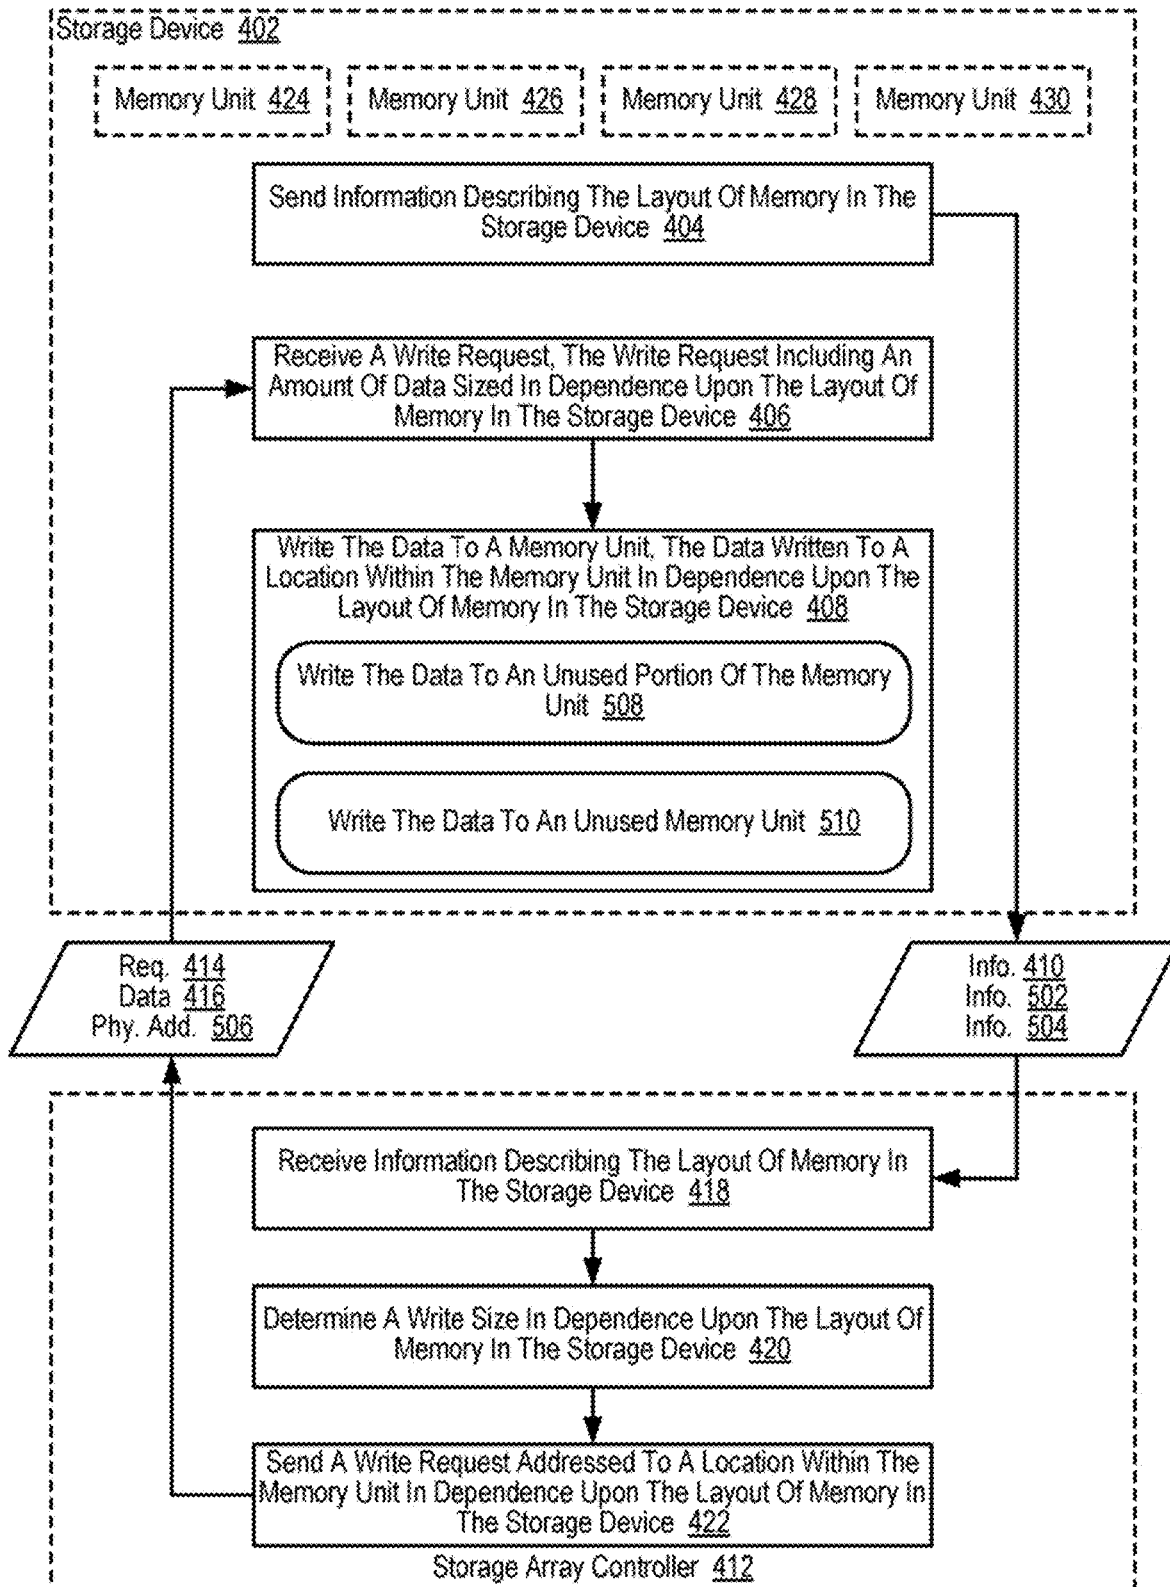 Storage Device 402
Memory Unit 424
Memory Unit 426
Memory Unit 428
Memory Unit 430
Send Information Describing The Layout Of Memory In The
Storage Device 404
Receive A Write Request, The Write Request Including An
Amount Of Data Sized In Dependence Upon The Layout Of
Memory In The Storage Device 406
Write The Data To A Memory Unit, The Data Written To A
Location Within The Memory Unit In Dependence Upon The
Layout Of Memory In The Storage Device 408
Write The Data To An Unused Portion Of The Memory
Unit 508
Write The Data To An Unused Memory Unit 510
Req. 414
Data 416
Phy. Add. 506
Info. 410
Info. 502
Info. 504
Receive Information Describing The Layout Of Memory In
The Storage Device 418
Determine A Write Size In Dependence Upon The Layout Of
Memory In The Storage Device 420
Send A Write Request Addressed To A Location Within The
Memory Unit In Dependence Upon The Layout Of Memory In
The Storage Device 422
Storage Array Controller 412